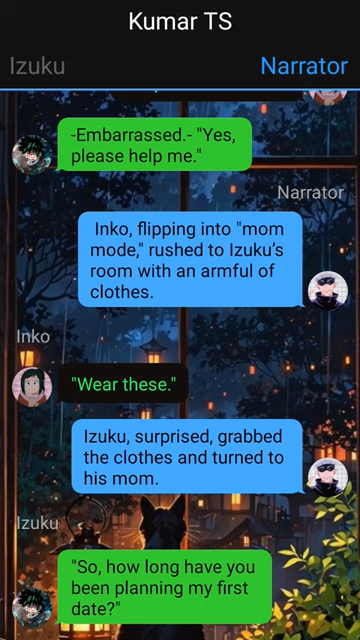 Kumar TS
Izuku
Narrator
-Embarrassed.- "Yes,
please help me."
Narrator
Inko, flipping into "mom
mode," rushed to Izuku’s
room with an armful of
clothes.
Inko
"Wear these."
Izuku, surprised, grabbed
the clothes and turned to
his mom.
Izuku
"So, how long have you
been planning my first
date?"